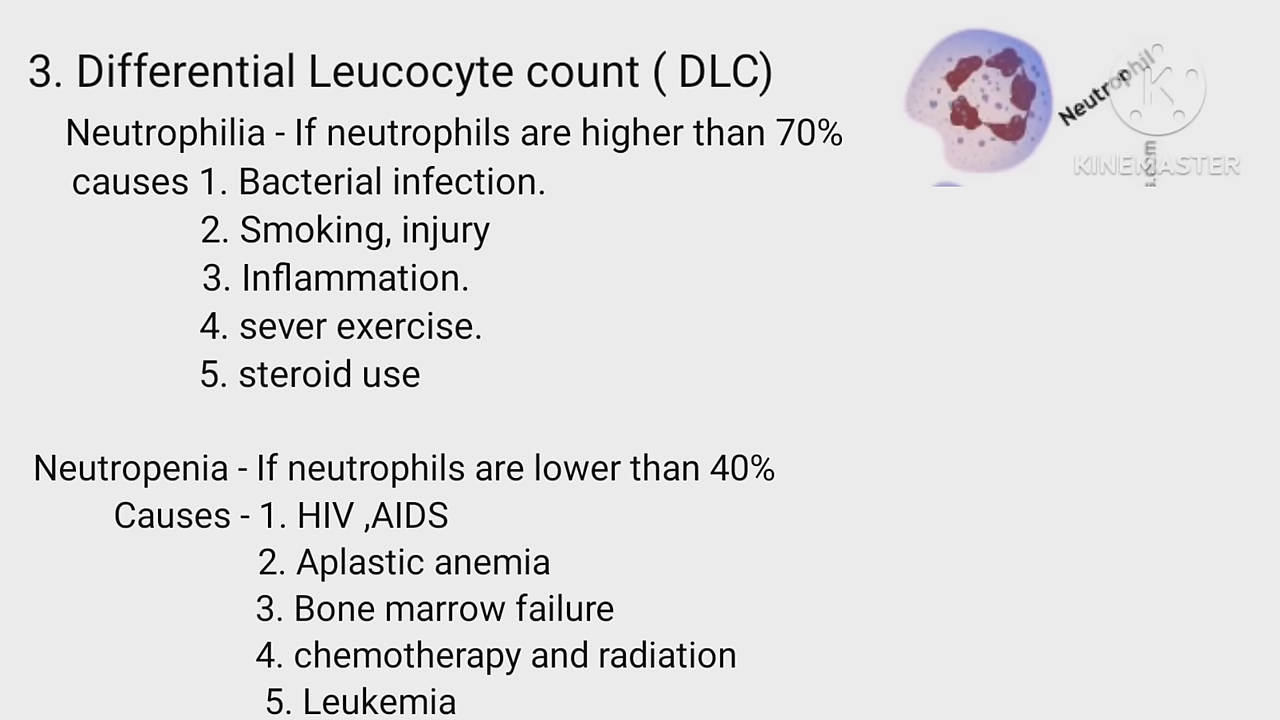 3. Differential Leucocyte count ( DLC)
Neutrophilia - If neutrophils are higher than 70%
causes 1. Bacterial infection.
2. Smoking, injury
3. Inflammation.
4. sever exercise.
5. steroid use
Neutropenia - If neutrophils are lower than 40%
Causes - 1. HIV ,AIDS
2. Aplastic anemia
3. Bone marrow failure
4. chemotherapy and radiation
5. Leukemia
Neutrophil
K
KINEMASTER